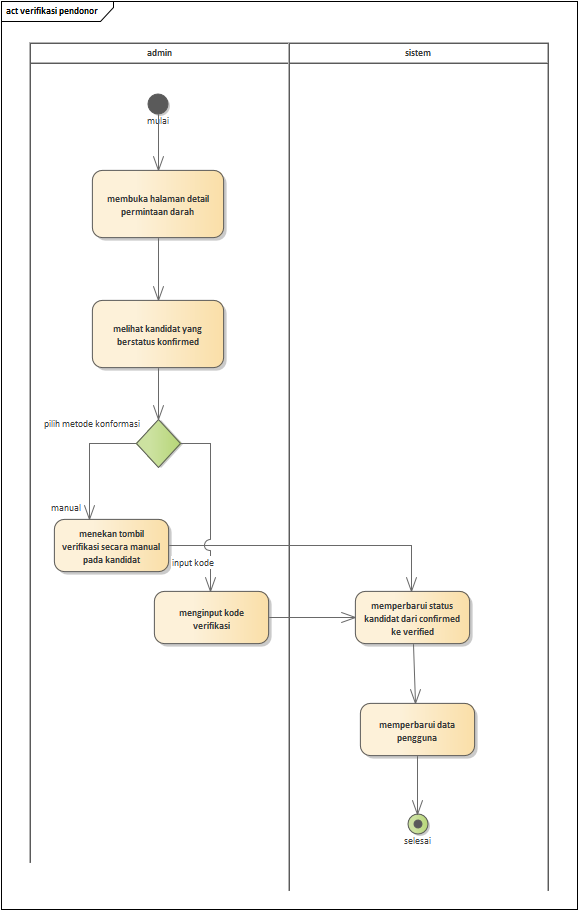 act verifikasi pendonor
admin
sistem
mulai
membuka halaman detail
permintaan darah
melihat kandidat yang
berstatus konfirmed
pilih metode konformasi
manual
menekan tombil
verifikasi secara manual
pada kandidat
input kode
menginput kode
verifikasi
memperbarui status
kandidat dari confirmed
ke verified
memperbarui data
pengguna
selesai